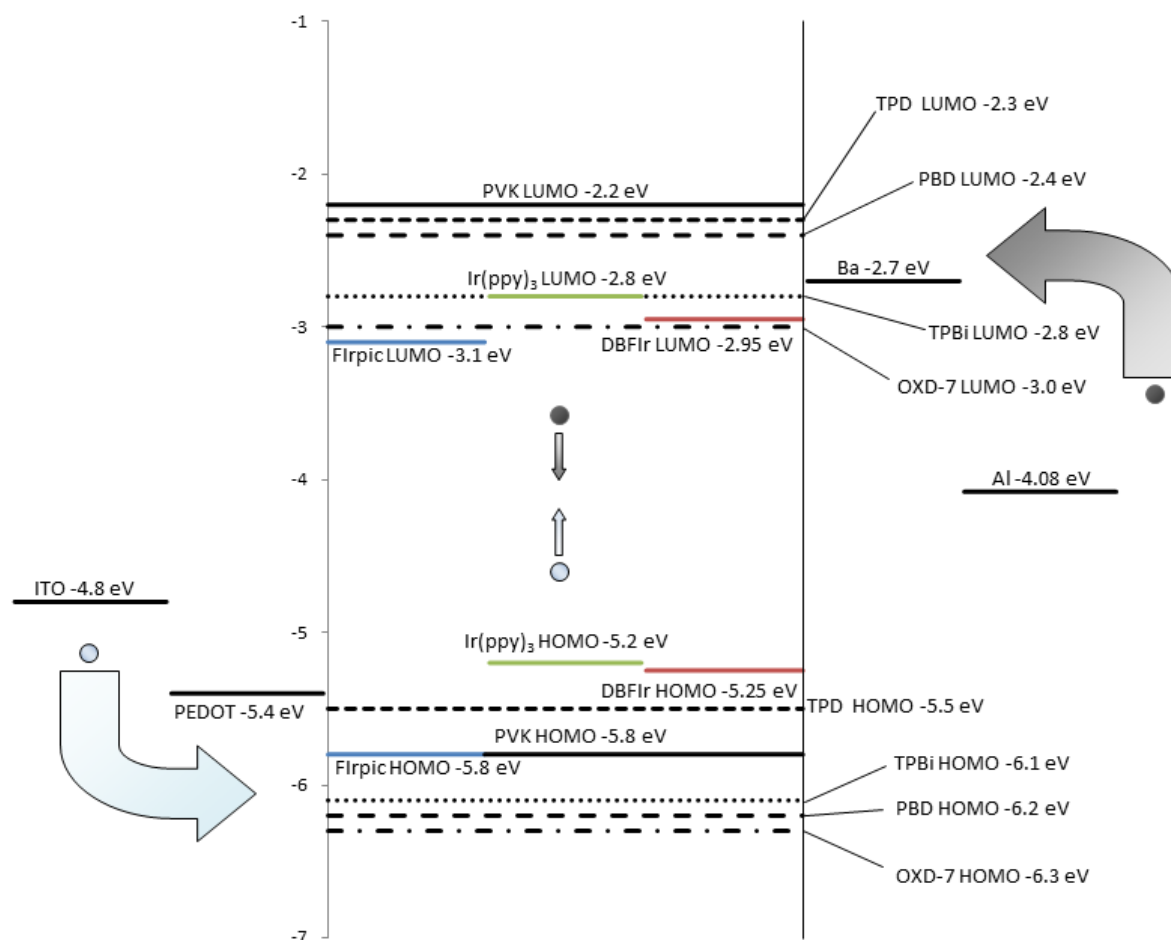 -1
TPD LUMO -2.3 eV
-2
PBD LUMO -2.4 eV
PVK LUMO -2.2 eV
Ba -2.7 eV
Ir(ppy)₃ LUMO -2.8 eV
-3
TPBi LUMO -2.8 eV
FIrpic LUMO -3.1 eV
DBFIr LUMO -2.95 eV
OXD-7 LUMO -3.0 eV
-4
Al -4.08 eV
ITO -4.8 eV
-5
Ir(ppy)₃ HOMO -5.2 eV
DBFIr HOMO -5.25 eV
PEDOT -5.4 eV
TPD HOMO -5.5 eV
PVK HOMO -5.8 eV
FIrpic HOMO -5.8 eV
TPBi HOMO -6.1 eV
-6
PBD HOMO -6.2 eV
OXD-7 HOMO -6.3 eV
-7